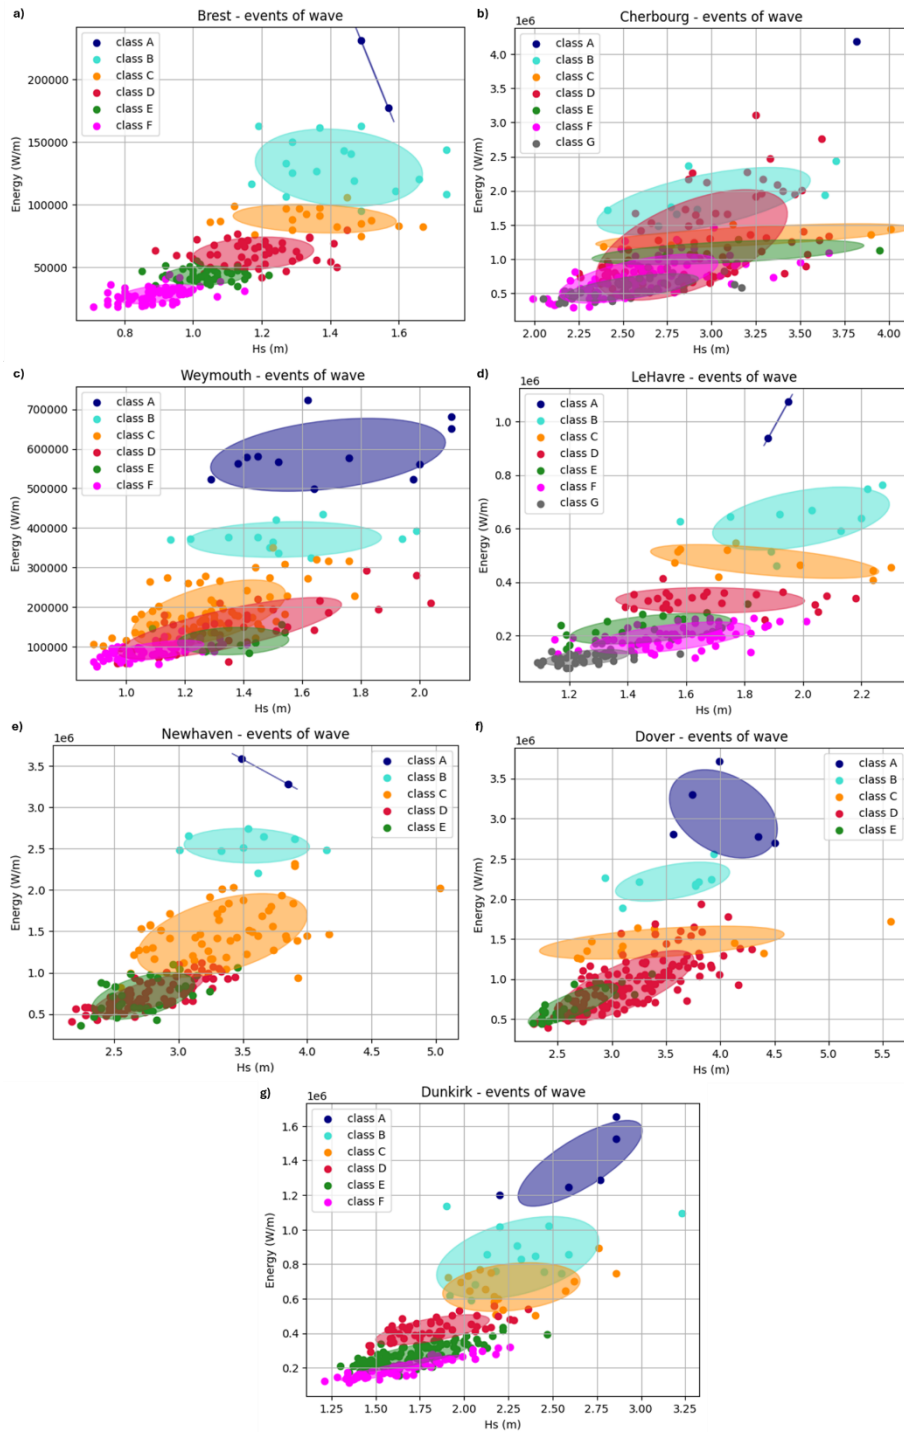 a)
Brest - events of wave
class A
class B
class C
class D
class E
class F
200000
150000
100000
50000
Energy (W/m)
0.8
1.0
1.2
1.4
1.6
Hs (m)
b)
Cherbourg - events of wave
1e6
class A
class B
class C
class D
class E
class F
class G
4.0
3.5
3.0
2.5
2.0
1.5
1.0
0.5
Energy (W/m)
2.00
2.25
2.50
2.75
3.00
3.25
3.50
3.75
4.00
Hs (m)
c)
Weymouth - events of wave
class A
class B
class C
class D
class E
class F
700000
600000
500000
400000
300000
200000
100000
Energy (W/m)
1.0
1.2
1.4
1.6
1.8
2.0
Hs (m)
d)
LeHavre - events of wave
1e6
class A
class B
class C
class D
class E
class F
class G
1.0
0.8
0.6
0.4
0.2
Energy (W/m)
1.2
1.4
1.6
1.8
2.0
2.2
Hs (m)
e)
Newhaven - events of wave
1e6
class A
class B
class C
class D
class E
3.5
3.0
2.5
2.0
1.5
1.0
0.5
Energy (W/m)
2.5
3.0
3.5
4.0
4.5
5.0
Hs (m)
f)
Dover - events of wave
1e6
class A
class B
class C
class D
class E
3.5
3.0
2.5
2.0
1.5
1.0
0.5
Energy (W/m)
2.5
3.0
3.5
4.0
4.5
5.0
5.5
Hs (m)
g)
Dunkirk - events of wave
1e6
class A
class B
class C
class D
class E
class F
1.6
1.4
1.2
1.0
0.8
0.6
0.4
0.2
Energy (W/m)
1.25
1.50
1.75
2.00
2.25
2.50
2.75
3.00
3.25
Hs (m)